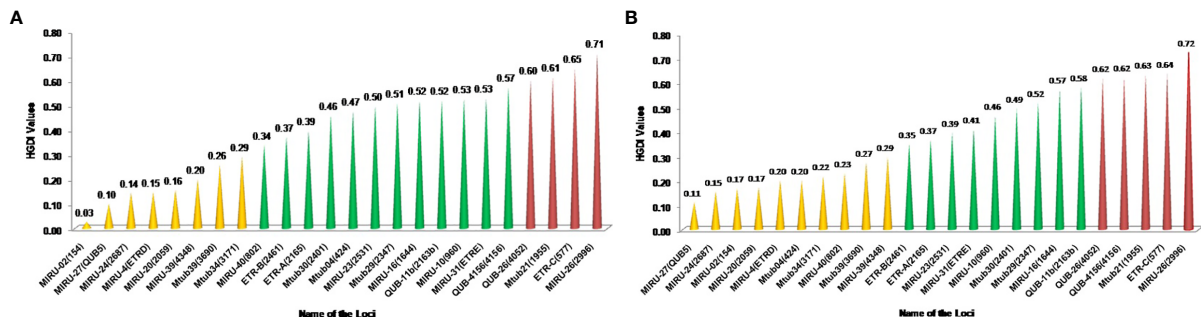 A
HGDI Values
0.80
0.70
0.60
0.50
0.40
0.30
0.20
0.10
0.00
0.03
0.10
0.14
0.15
0.16
0.20
0.26
0.29
0.34
0.37
0.39
0.46
0.47
0.50
0.51
0.52
0.52
0.53
0.53
0.57
0.60
0.61
0.65
0.71
MIRU-02(154)
MIRU-27(QUB5)
MIRU-24(2687)
MIRU-4(ETRD)
MIRU-20(2059)
MIRU-39(4348)
Mtub39(3690)
Mtub34(3171)
MIRU-40(802)
ETR-B(2461)
ETR-A(2165)
Mtub30(2401)
Mtub04(424)
MIRU-23(2531)
Mtub29(2347)
MIRU-16(1644)
QUB-11b(2163b)
MIRU-10(960)
MIRU-31(ETRE)
QUB-4156(4156)
QUB-26(4052)
Mtub21(1955)
ETR-C(577)
MIRU-26(2996)
Name of the Loci
B
HGDI Values
0.80
0.70
0.60
0.50
0.40
0.30
0.20
0.10
0.00
0.11
0.15
0.17
0.17
0.20
0.20
0.22
0.23
0.27
0.29
0.35
0.37
0.39
0.41
0.46
0.49
0.52
0.57
0.58
0.62
0.62
0.63
0.64
0.72
MIRU-27(QUB5)
MIRU-24(2687)
MIRU-02(154)
MIRU-20(2059)
MIRU-4(ETRD)
Mtub04(424)
Mtub34(3171)
MIRU-40(802)
Mtub39(3690)
MIRU-39(4348)
ETR-B(2461)
ETR-A(2165)
MIRU-23(2531)
MIRU-31(ETRE)
MIRU-10(960)
Mtub30(2401)
Mtub29(2347)
MIRU-16(1644)
QUB-11b(2163b)
QUB-26(4052)
QUB-4156(4156)
Mtub21(1955)
ETR-C(577)
MIRU-26(2996)
Name of the Loci